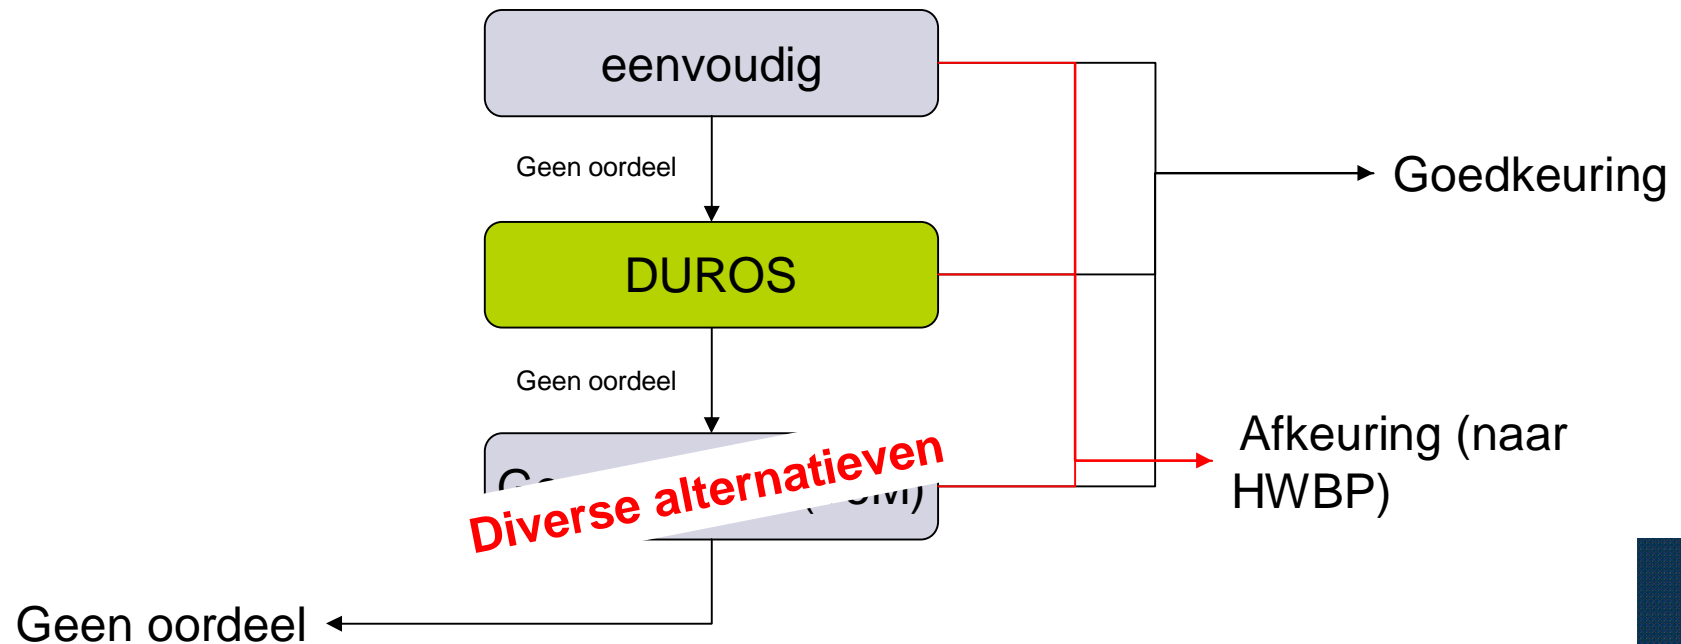 eenvoudig
Geen oordeel
Goedkeuring
DUROS
Geen oordeel
Afkeuring (naar
HWBP)
Diverse alternatieven
Geen oordeel